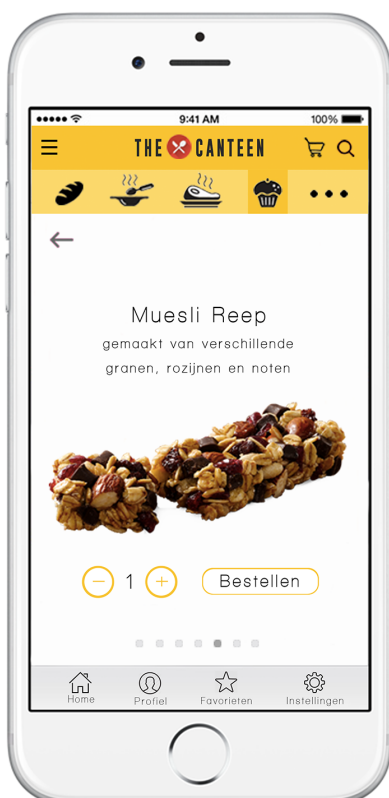 9:41 AM 100%
THE CANTEEN
Muesli Reep
gemaakt van verschillende
granen, rozijnen en noten
1 Bestellen
Home Profiel Favorieten Instellingen